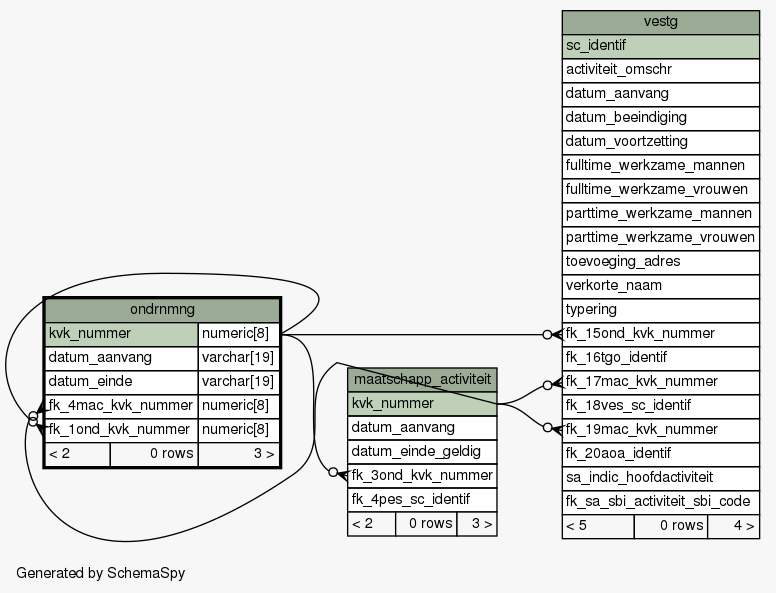 vestg
sc_identif
activiteit_omschr
datum_aanvang
datum_beeindiging
datum_voortzetting
fulltime_werkzame_mannen
fulltime_werkzame_vrouwen
parttime_werkzame_mannen
parttime_werkzame_vrouwen
toevoeging_adres
verkorte_naam
typering
fk_15ond_kvk_nummer
fk_16tgo_identif
fk_17mac_kvk_nummer
fk_18ves_sc_identif
fk_19mac_kvk_nummer
fk_20aoa_identif
sa_indic_hoofdactiviteit
fk_sa_sbi_activiteit_sbi_code
< 5 0 rows 4 >
ondrnmng
kvk_nummer numeric[8]
datum_aanvang varchar[19]
datum_einde varchar[19]
fk_4mac_kvk_nummer numeric[8]
fk_1ond_kvk_nummer numeric[8]
< 2 0 rows 3 >
maatschapp_activiteit
kvk_nummer
datum_aanvang
datum_einde_geldig
fk_3ond_kvk_nummer
fk_4pes_sc_identif
< 2 0 rows 3 >
Generated by SchemaSpy